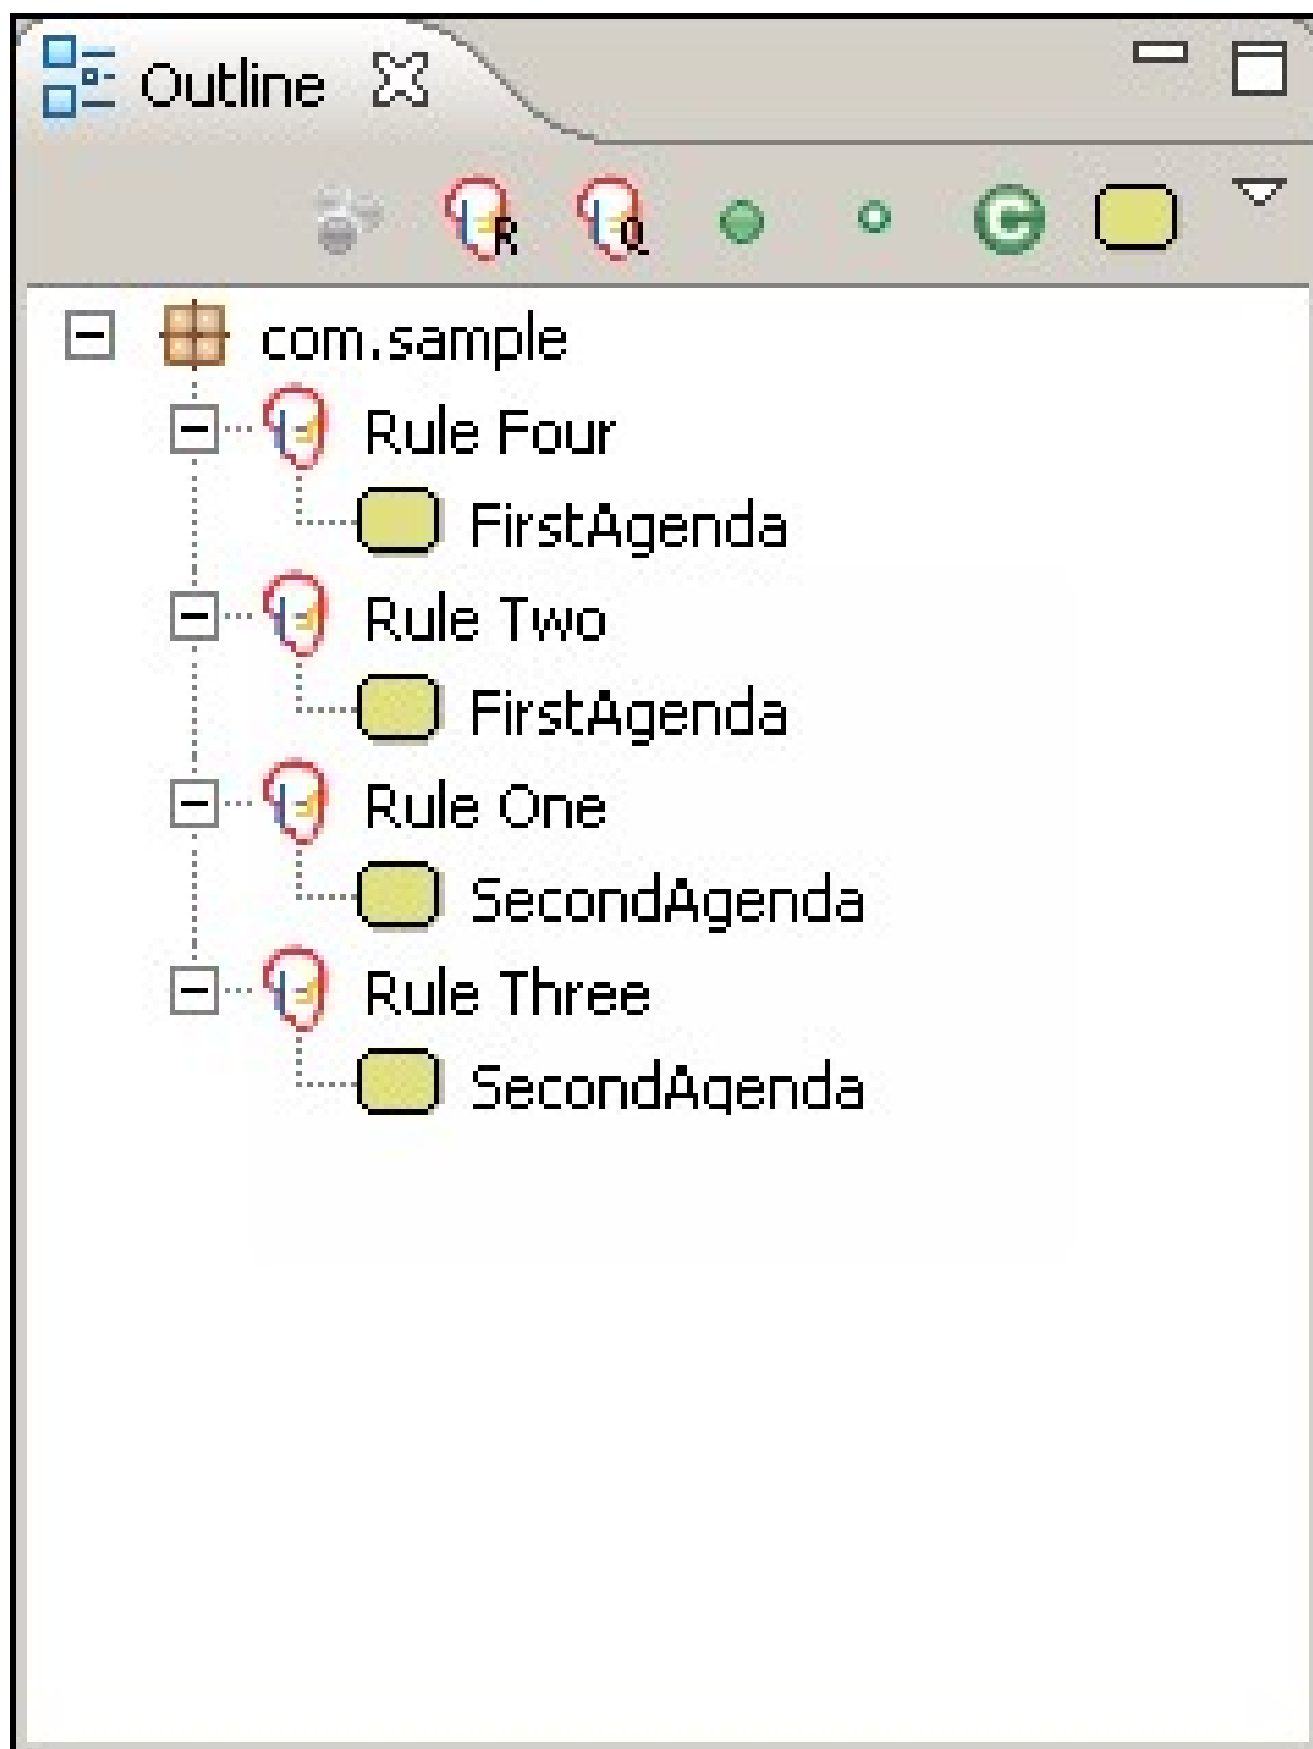 Outline
R Q C
com.sample
Rule Four
FirstAgenda
Rule Two
FirstAgenda
Rule One
SecondAgenda
Rule Three
SecondAgenda